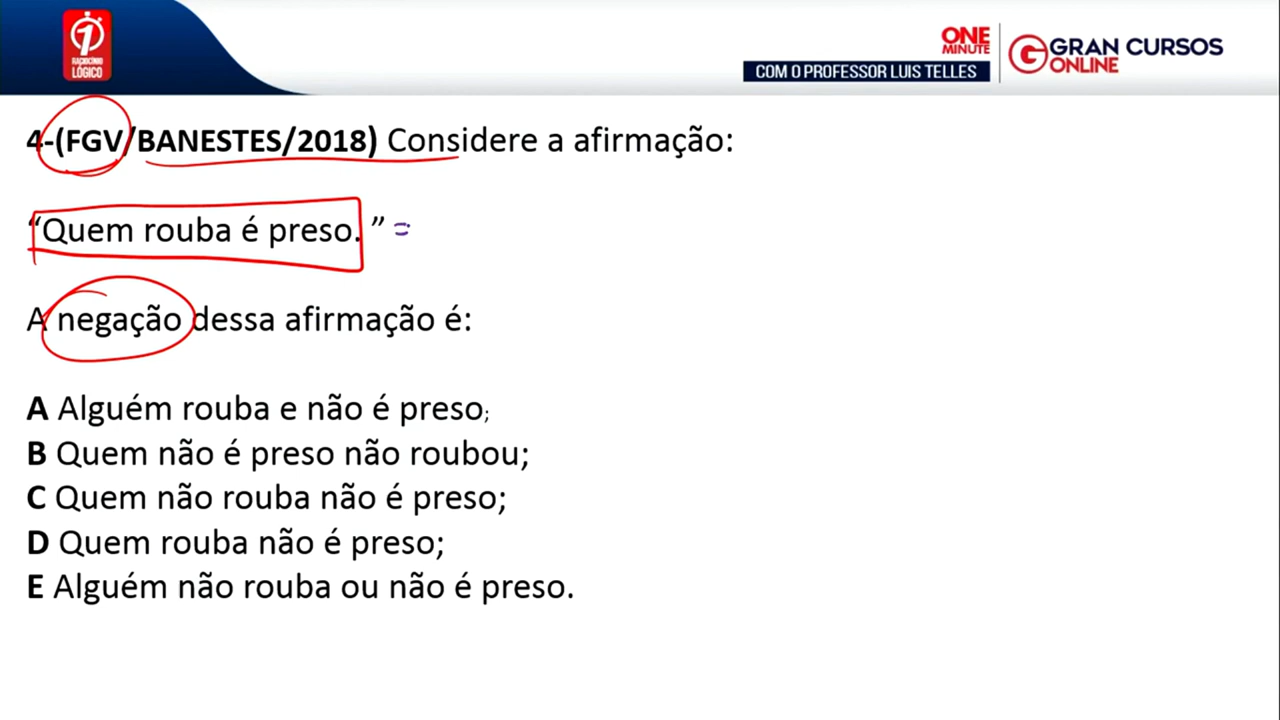 RACIOCÍNIO
LÓGICO
ONE
MINUTE
COM O PROFESSOR LUIS TELLES
GRAN CURSOS
ONLINE
4-(FGV/BANESTES/2018) Considere a afirmação:
“Quem rouba é preso. ” =
A negação dessa afirmação é:
A Alguém rouba e não é preso;
B Quem não é preso não roubou;
C Quem não rouba não é preso;
D Quem rouba não é preso;
E Alguém não rouba ou não é preso.